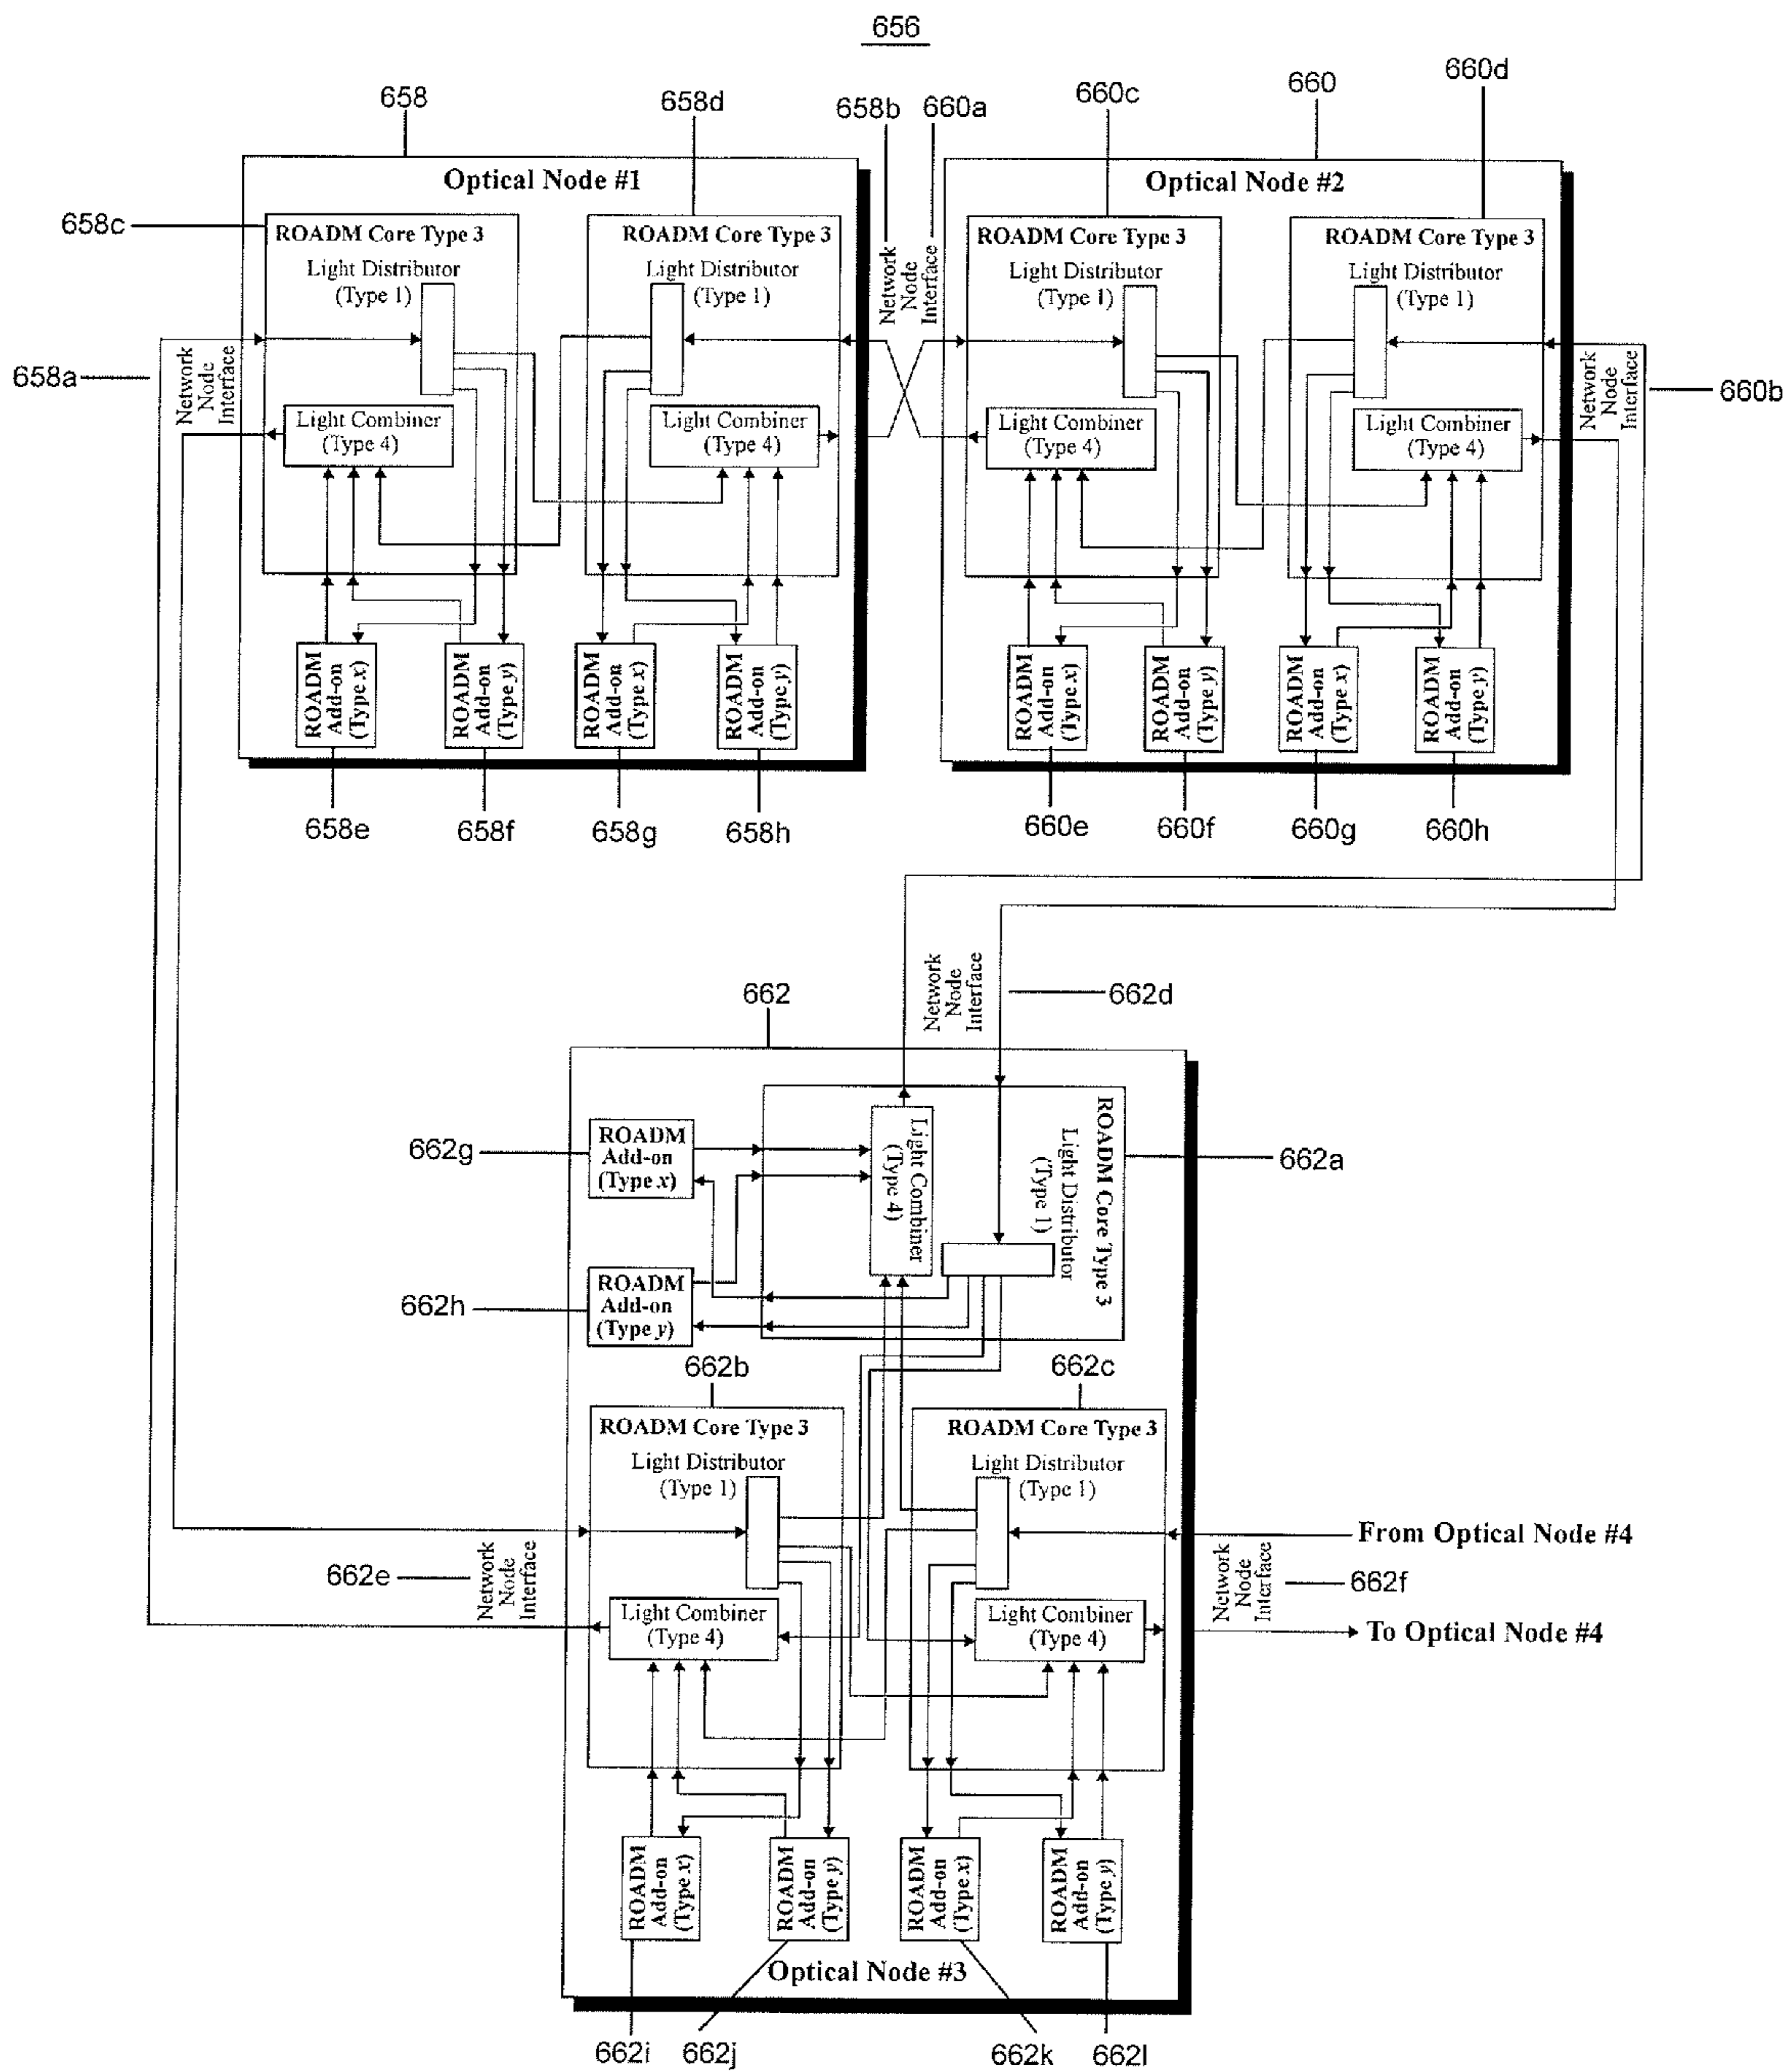 656
658
658d
658b
660a
660c
660
660d
Optical Node #1
Optical Node #2
658c
ROADM Core Type 3
Light Distributor
(Type 1)
Light Combiner
(Type 4)
ROADM Core Type 3
Light Distributor
(Type 1)
Light Combiner
(Type 4)
Network
Node
Interface
ROADM Core Type 3
Light Distributor
(Type 1)
Light Combiner
(Type 4)
ROADM Core Type 3
Light Distributor
(Type 1)
Light Combiner
(Type 4)
658a
Network
Node
Interface
Network
Node
Interface
660b
ROADM
Add-on
(Type x)
ROADM
Add-on
(Type y)
ROADM
Add-on
(Type x)
ROADM
Add-on
(Type y)
ROADM
Add-on
(Type x)
ROADM
Add-on
(Type y)
ROADM
Add-on
(Type x)
ROADM
Add-on
(Type y)
658e
658f
658g
658h
660e
660f
660g
660h
Network
Node
Interface
662d
662
662g
ROADM
Add-on
(Type x)
Light Combiner
(Type 4)
ROADM Core Type 3
Light Distributor
(Type 1)
662a
662h
ROADM
Add-on
(Type y)
662b
662c
ROADM Core Type 3
Light Distributor
(Type 1)
Light Combiner
(Type 4)
ROADM Core Type 3
Light Distributor
(Type 1)
Light Combiner
(Type 4)
From Optical Node #4
662e
Network
Node
Interface
Network
Node
Interface
662f
To Optical Node #4
ROADM
Add-on
(Type x)
ROADM
Add-on
(Type y)
ROADM
Add-on
(Type x)
ROADM
Add-on
(Type y)
Optical Node #3
662i
662j
662k
662l